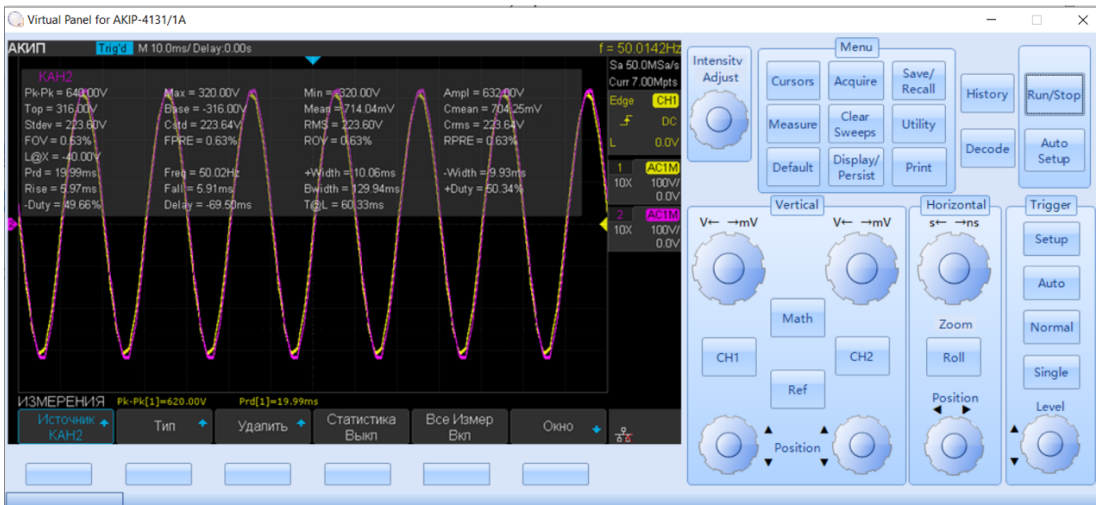 Virtual Panel for AKIP-4131/1A
АКИП Trig'd M 10.0ms/ Delay:0.00s f = 50.0142Hz
Sa 50.0MSa/s
Curr 7.00Mpts
Edge CH1
DC
L 0.0V
1 AC1M
10X 100V/
0.0V
2 AC1M
10X 100V/
0.0V
КАН2
Pk-Pk = 640.00V Max = 320.00V Min = -320.00V Ampl = 632.00V
Top = 316.00V Base = -316.00V Mean = 714.04mV Cmean = 704.25mV
Stdev = 223.60V Cstd = 223.64V RMS = 223.60V Crms = 223.64V
FOV = 0.63% FPRE = 0.63% ROV = 0.63% RPRE = 0.63%
L@X = -40.00V
Prd = 19.99ms Freq = 50.02Hz +Width = 10.06ms -Width = 9.93ms
Rise = 5.97ms Fall = 5.91ms Bwidth = 129.94ms +Duty = 50.34%
-Duty = 49.66% Delay = -69.50ms T@L = 60.33ms
2
ИЗМЕРЕНИЯ Pk-Pk[1]=620.00V Prd[1]=19.99ms
Источник
КАН2
Тип
Удалить
Статистика
Выкл
Все Измер
Вкл
Окно
Intensity
Adjust
Menu
Cursors
Acquire
Save/
Recall
Measure
Clear
Sweeps
Utility
Default
Display/
Persist
Print
History
Decode
Run/Stop
Auto
Setup
Vertical
V← →mV
V← →mV
Math
CH1
CH2
Ref
Position
Horizontal
s← →ns
Zoom
Roll
Position
Trigger
Setup
Auto
Normal
Single
Level